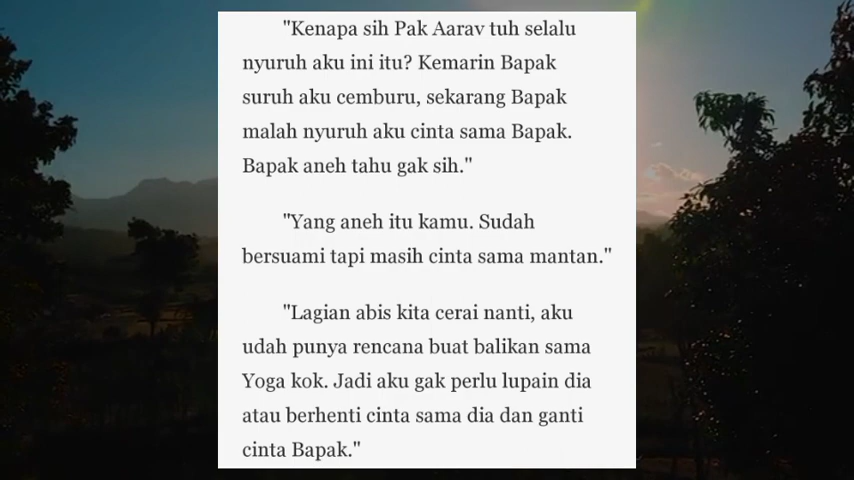 "Kenapa sih Pak Aarav tuh selalu
nyuruh aku ini itu? Kemarin Bapak
suruh aku cemburu, sekarang Bapak
malah nyuruh aku cinta sama Bapak.
Bapak aneh tahu gak sih."
"Yang aneh itu kamu. Sudah
bersuami tapi masih cinta sama mantan."
"Lagian abis kita cerai nanti, aku
udah punya rencana buat balikan sama
Yoga kok. Jadi aku gak perlu lupain dia
atau berhenti cinta sama dia dan ganti
cinta Bapak."